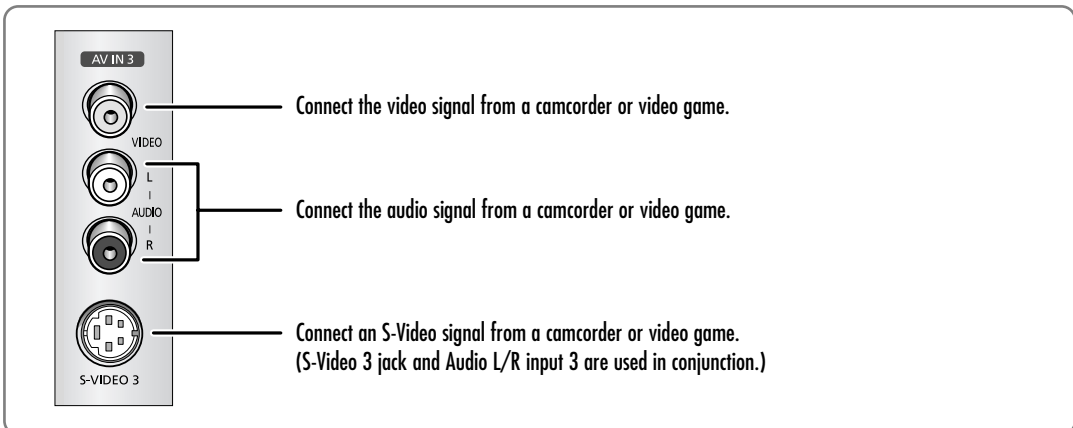 AV IN 3
Connect the video signal from a camcorder or video game.
VIDEO
L
AUDIO
R
Connect the audio signal from a camcorder or video game.
Connect an S-Video signal from a camcorder or video game.
(S-Video 3 jack and Audio L/R input 3 are used in conjunction.)
S-VIDEO 3